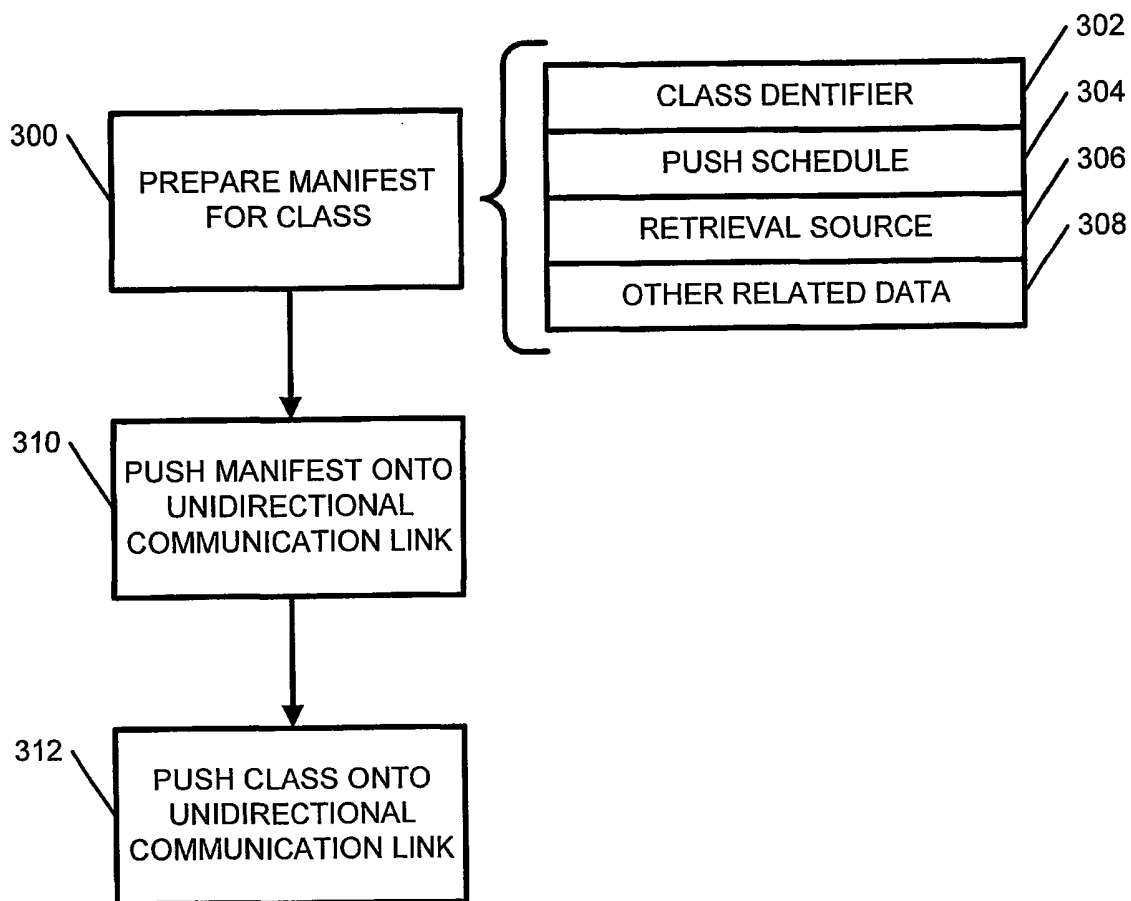 302
CLASS DENTIFIER
304
300
PREPARE MANIFEST
FOR CLASS
PUSH SCHEDULE
306
RETRIEVAL SOURCE
308
OTHER RELATED DATA
310
PUSH MANIFEST ONTO
UNIDIRECTIONAL
COMMUNICATION LINK
312
PUSH CLASS ONTO
UNIDIRECTIONAL
COMMUNICATION LINK